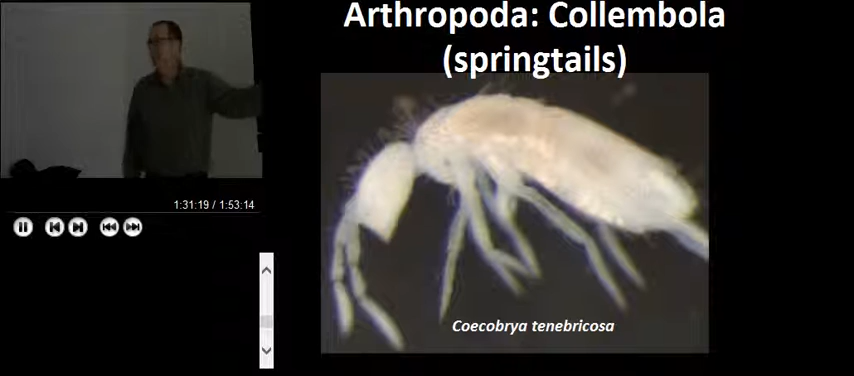 Arthropoda: Collembola
(springtails)
1:31:19 / 1:53:14
Coecobrya tenebricosa